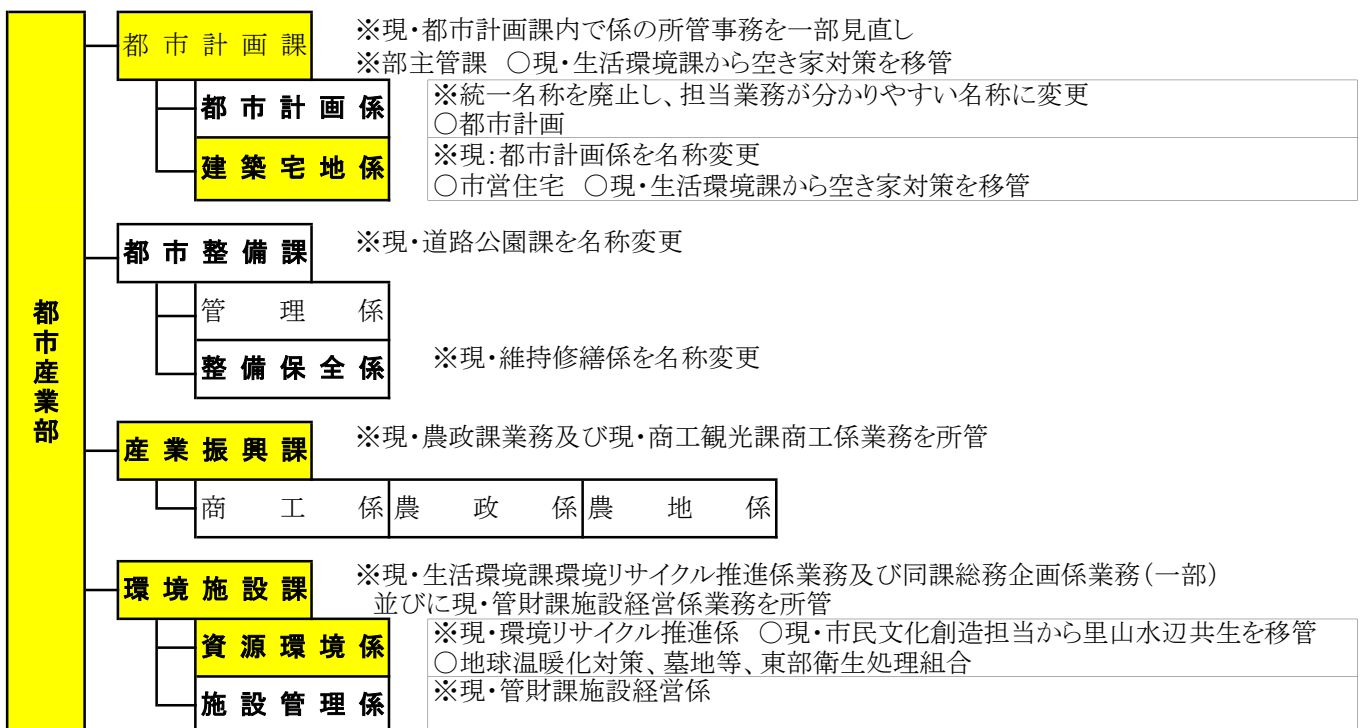 都市産業部
都市計画課
※現・都市計画課内で係の所管事務を一部見直し
※部主管課　○現・生活環境課から空き家対策を移管
都市計画係
※統一名称を廃止し、担当業務が分かりやすい名称に変更
○都市計画
建築宅地係
※現:都市計画係を名称変更
○市営住宅　○現・生活環境課から空き家対策を移管
都市整備課
※現・道路公園課を名称変更
管理係
整備保全係
※現・維持修繕係を名称変更
産業振興課
※現・農政課業務及び現・商工観光課商工係業務を所管
商工係 農政係 農地係
環境施設課
※現・生活環境課環境リサイクル推進係業務及び同課総務企画係業務(一部)
並びに現・管財課施設経営係業務を所管
資源環境係
※現・環境リサイクル推進係　○現・市民文化創造担当から里山水辺共生を移管
○地球温暖化対策、墓地等、東部衛生処理組合
施設管理係
※現・管財課施設経営係